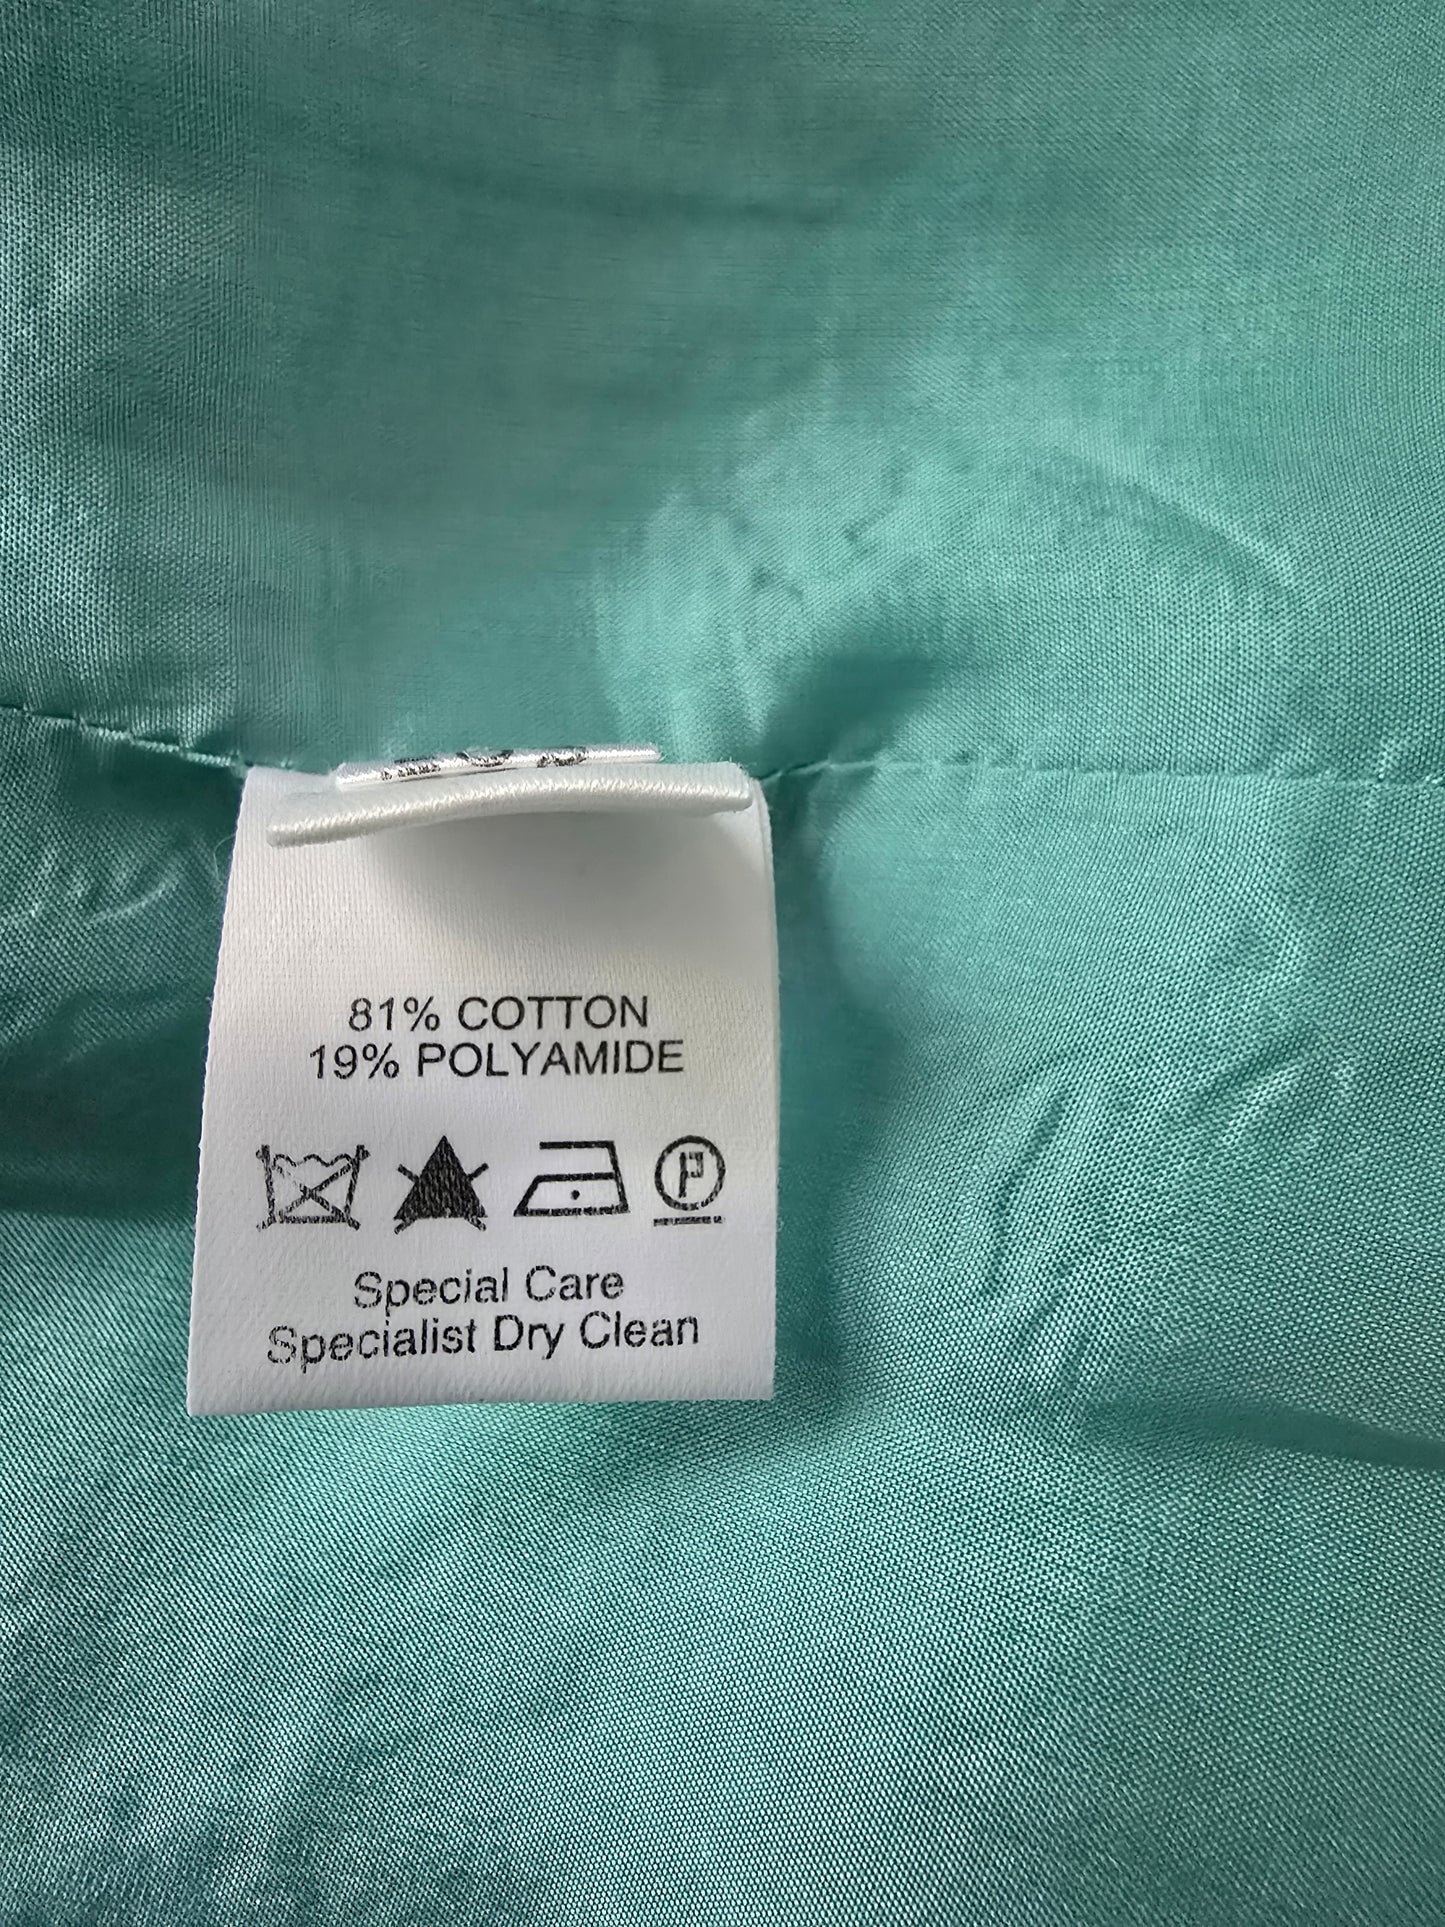 81% COTTON
19% POLYAMIDE
P
Special Care
Specialist Dry Clean